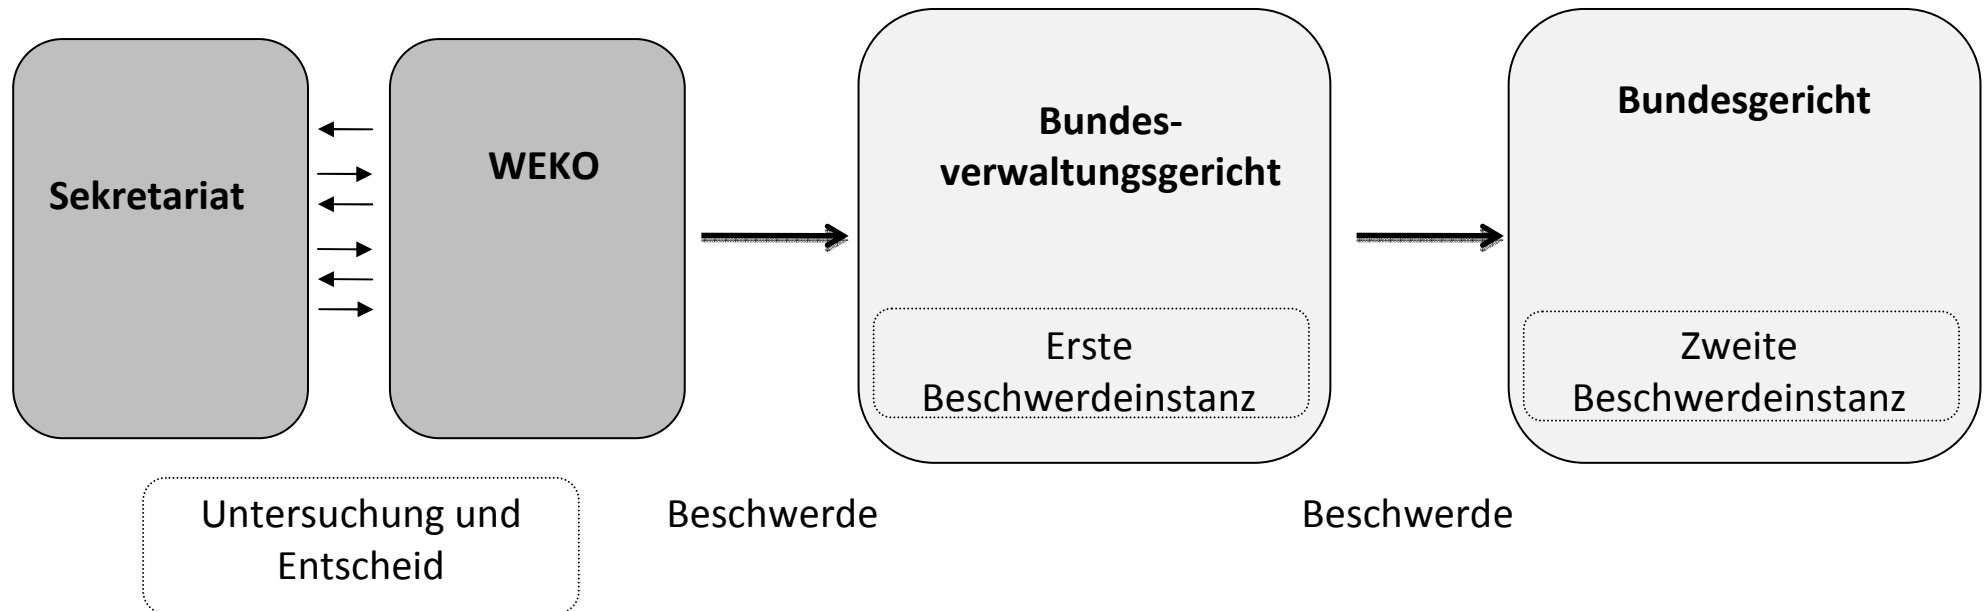 Sekretariat
WEKO
Bundes-
verwaltungsgericht
Erste
Beschwerdeinstanz
Bundesgericht
Zweite
Beschwerdeinstanz
Untersuchung und
Entscheid
Beschwerde
Beschwerde